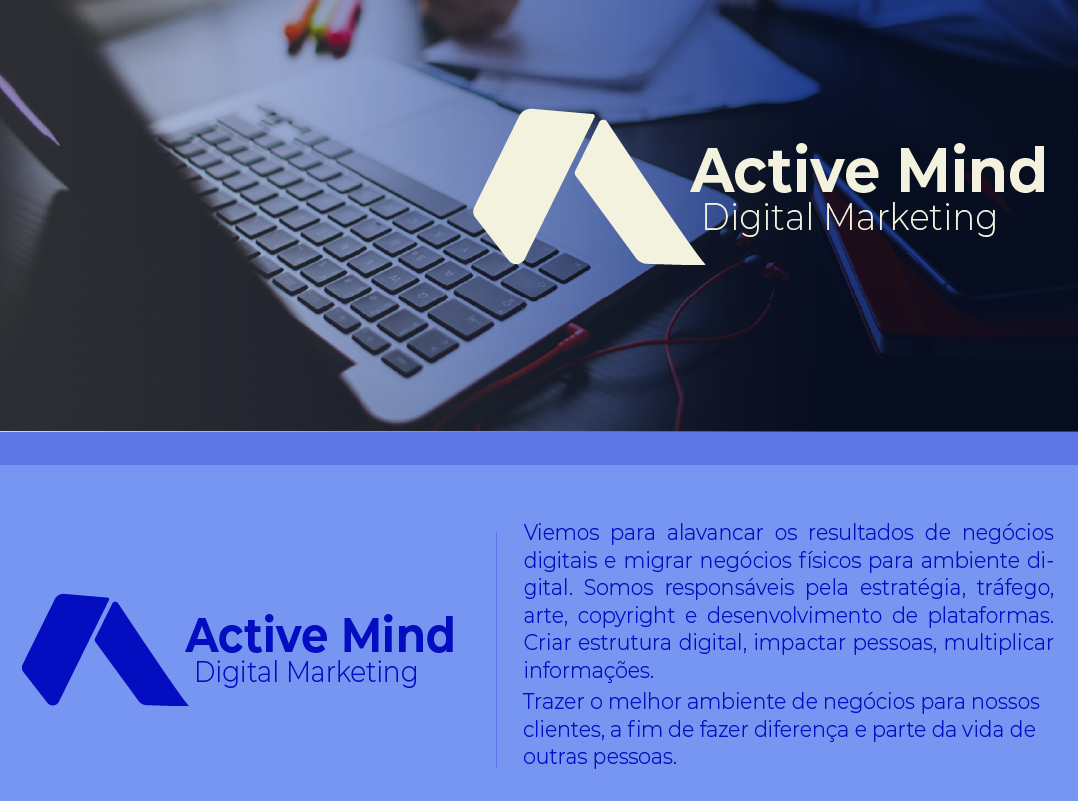 Active Mind
Digital Marketing
Active Mind
Digital Marketing
Viemos para alavancar os resultados de negócios
digitais e migrar negócios físicos para ambiente di-
gital. Somos responsáveis pela estratégia, tráfego,
arte, copyright e desenvolvimento de plataformas.
Criar estrutura digital, impactar pessoas, multiplicar
informações.
Trazer o melhor ambiente de negócios para nossos
clientes, a fim de fazer diferença e parte da vida de
outras pessoas.